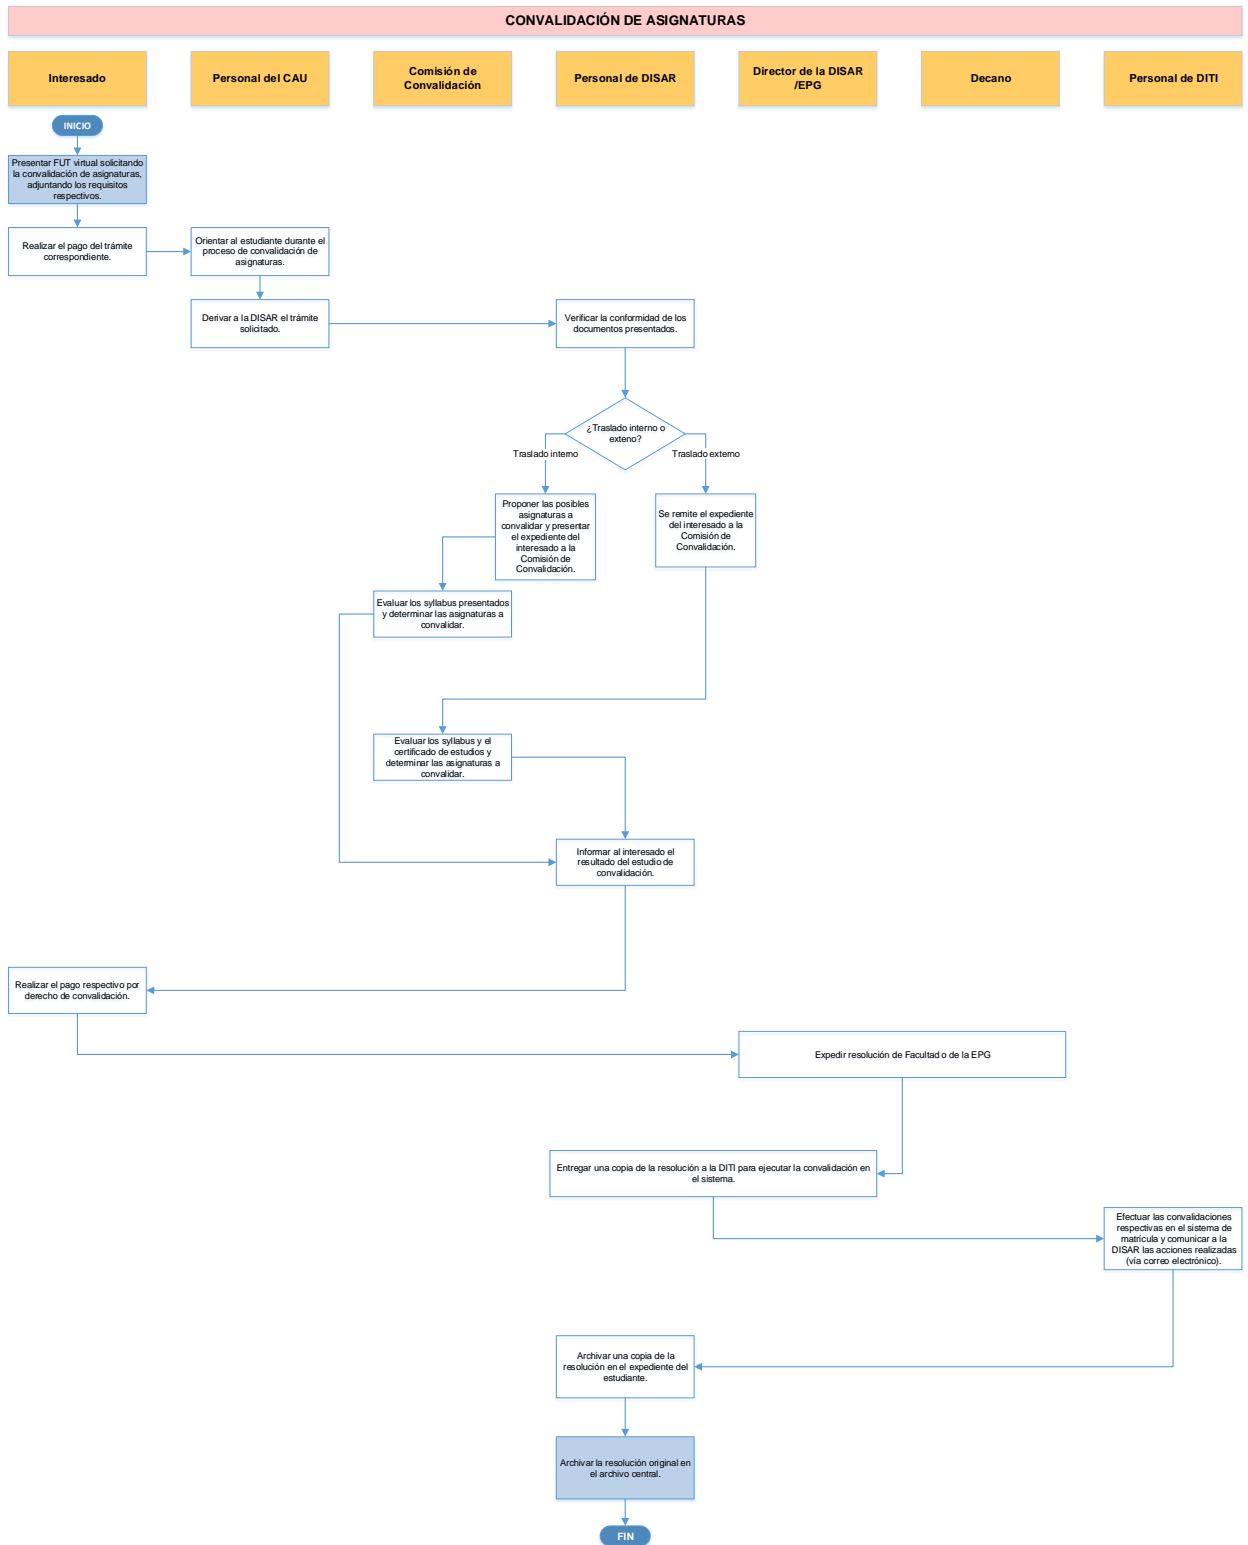 CONVALIDACIÓN DE ASIGNATURAS
Interesado
Personal del CAU
Comisión de
Convalidación
Personal de DISAR
Director de la DISAR
/EPG
Decano
Personal de DITI
INICIO
Presentar FUT virtual solicitando
la convalidación de asignaturas,
adjuntando los requisitos
respectivos.
Realizar el pago del trámite
correspondiente.
Orientar al estudiante durante el
proceso de convalidación de
asignaturas.
Derivar a la DISAR el trámite
solicitado.
Verificar la conformidad de los
documentos presentados.
¿Traslado interno o
exteno?
Traslado interno
Traslado externo
Proponer las posibles
asignaturas a
convalidar y presentar
el expediente del
interesado a la
Comisión de
Convalidación.
Se remite el expediente
del interesado a la
Comisión de
Convalidación.
Evaluar los syllabus presentados
y determinar las asignaturas a
convalidar.
Evaluar los syllabus y el
certificado de estudios y
determinar las asignaturas a
convalidar.
Informar al interesado el
resultado del estudio de
convalidación.
Realizar el pago respectivo por
derecho de convalidación.
Expedir resolución de Facultad o de la EPG
Entregar una copia de la resolución a la DITI para ejecutar la convalidación en
el sistema.
Efectuar las convalidaciones
respectivas en el sistema de
matrícula y comunicar a la
DISAR las acciones realizadas
(vía correo electrónico).
Archivar una copia de la
resolución en el expediente del
estudiante.
Archivar la resolución original en
el archivo central.
FIN